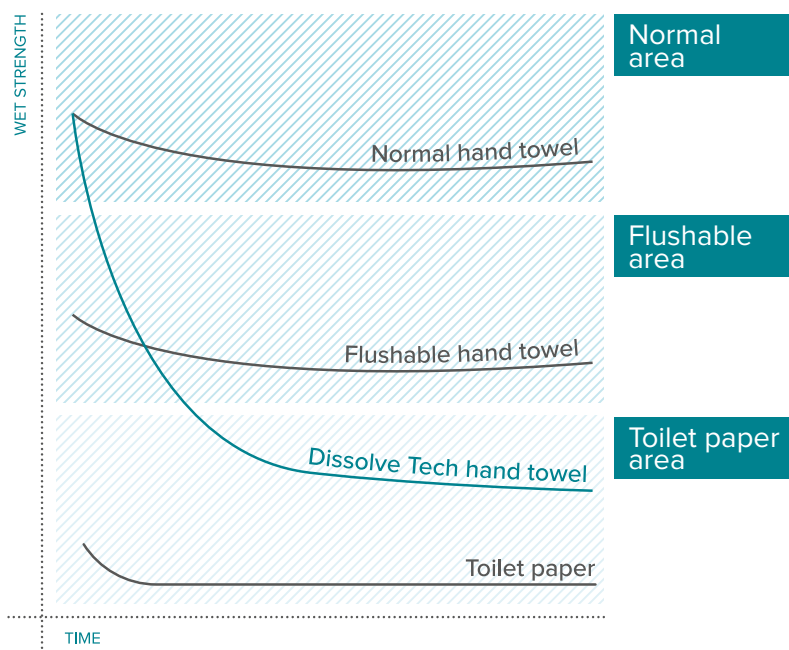 WET STRENGTH
Normal
area
Normal hand towel
Flushable
area
Flushable hand towel
Toilet paper
area
Dissolve Tech hand towel
Toilet paper
TIME